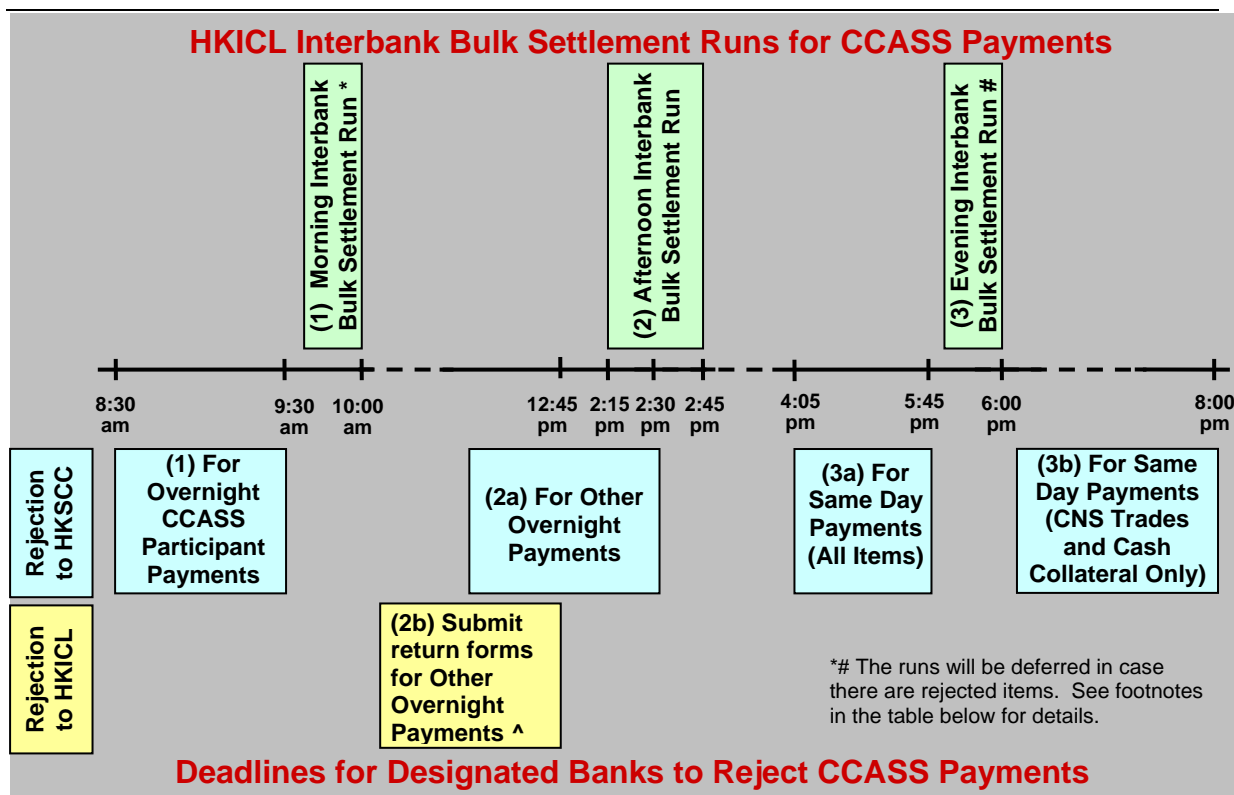 HKICL Interbank Bulk Settlement Runs for CCASS Payments
(1) Morning Interbank
Bulk Settlement Run *
(2) Afternoon Interbank
Bulk Settlement Run
(3) Evening Interbank
Bulk Settlement Run #
8:30
am
9:30
am
10:00
am
12:45
pm
2:15
pm
2:30
pm
2:45
pm
4:05
pm
5:45
pm
6:00
pm
8:00
pm
Rejection
to HKSCC
(1) For
Overnight
CCASS
Participant
Payments
(2a) For Other
Overnight
Payments
(3a) For
Same Day
Payments
(All Items)
(3b) For Same
Day Payments
(CNS Trades
and Cash
Collateral Only)
Rejection
to HKICL
(2b) Submit
return forms
for Other
Overnight
Payments ^
*# The runs will be deferred in case
there are rejected items. See footnotes
in the table below for details.
Deadlines for Designated Banks to Reject CCASS Payments